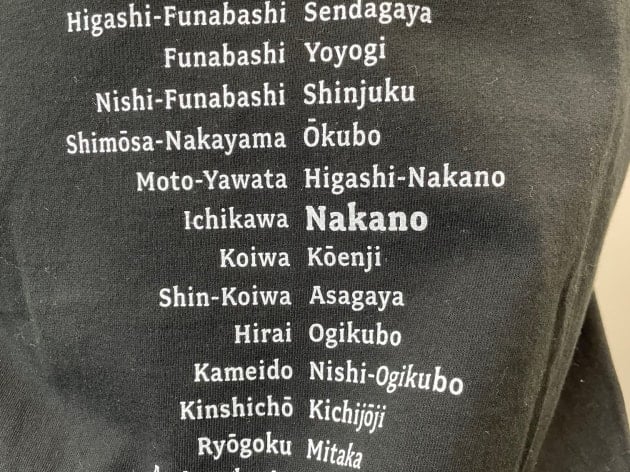 Higashi-Funabashi Sendagaya
Funabashi Yoyogi
Nishi-Funabashi Shinjuku
Shimōsa-Nakayama Ōkubo
Moto-Yawata Higashi-Nakano
Ichikawa Nakano
Koiwa Kōenji
Shin-Koiwa Asagaya
Hirai Ogikubo
Kameido Nishi-Ogikubo
Kinshichō Kichijōji
Ryōgoku Mitaka